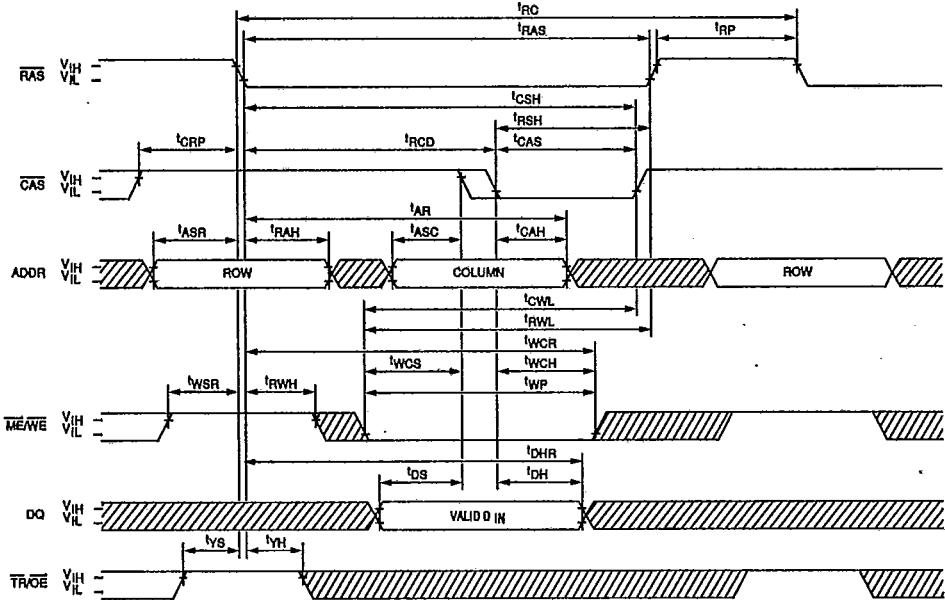 tRC
tRAS
tRP
RAS VIH VIL
tCSH
tRSH
tCRP tRCD tCAS
CAS VIH VIL
tAR
tASR tRAH tASC tCAH
ADDR VIH VIL ROW COLUMN ROW
tCWL
tRWL
tWCR
tWCS tWCH
tWSR tRWH tWP
ME/WE VIH VIL
tDHR
tDS tDH
DQ VIH VIL VALID D IN
tYS tYH
TR/OE VIH VIL